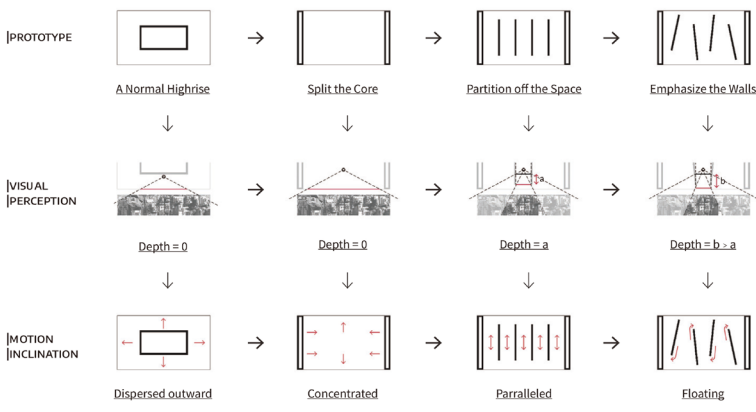 PROTOTYPE
A Normal Highrise
Split the Core
Partition off the Space
Emphasize the Walls
VISUAL
PERCEPTION
a
b
Depth = 0
Depth = 0
Depth = a
Depth = b > a
MOTION
INCLINATION
Dispersed outward
Concentrated
Parralleled
Floating